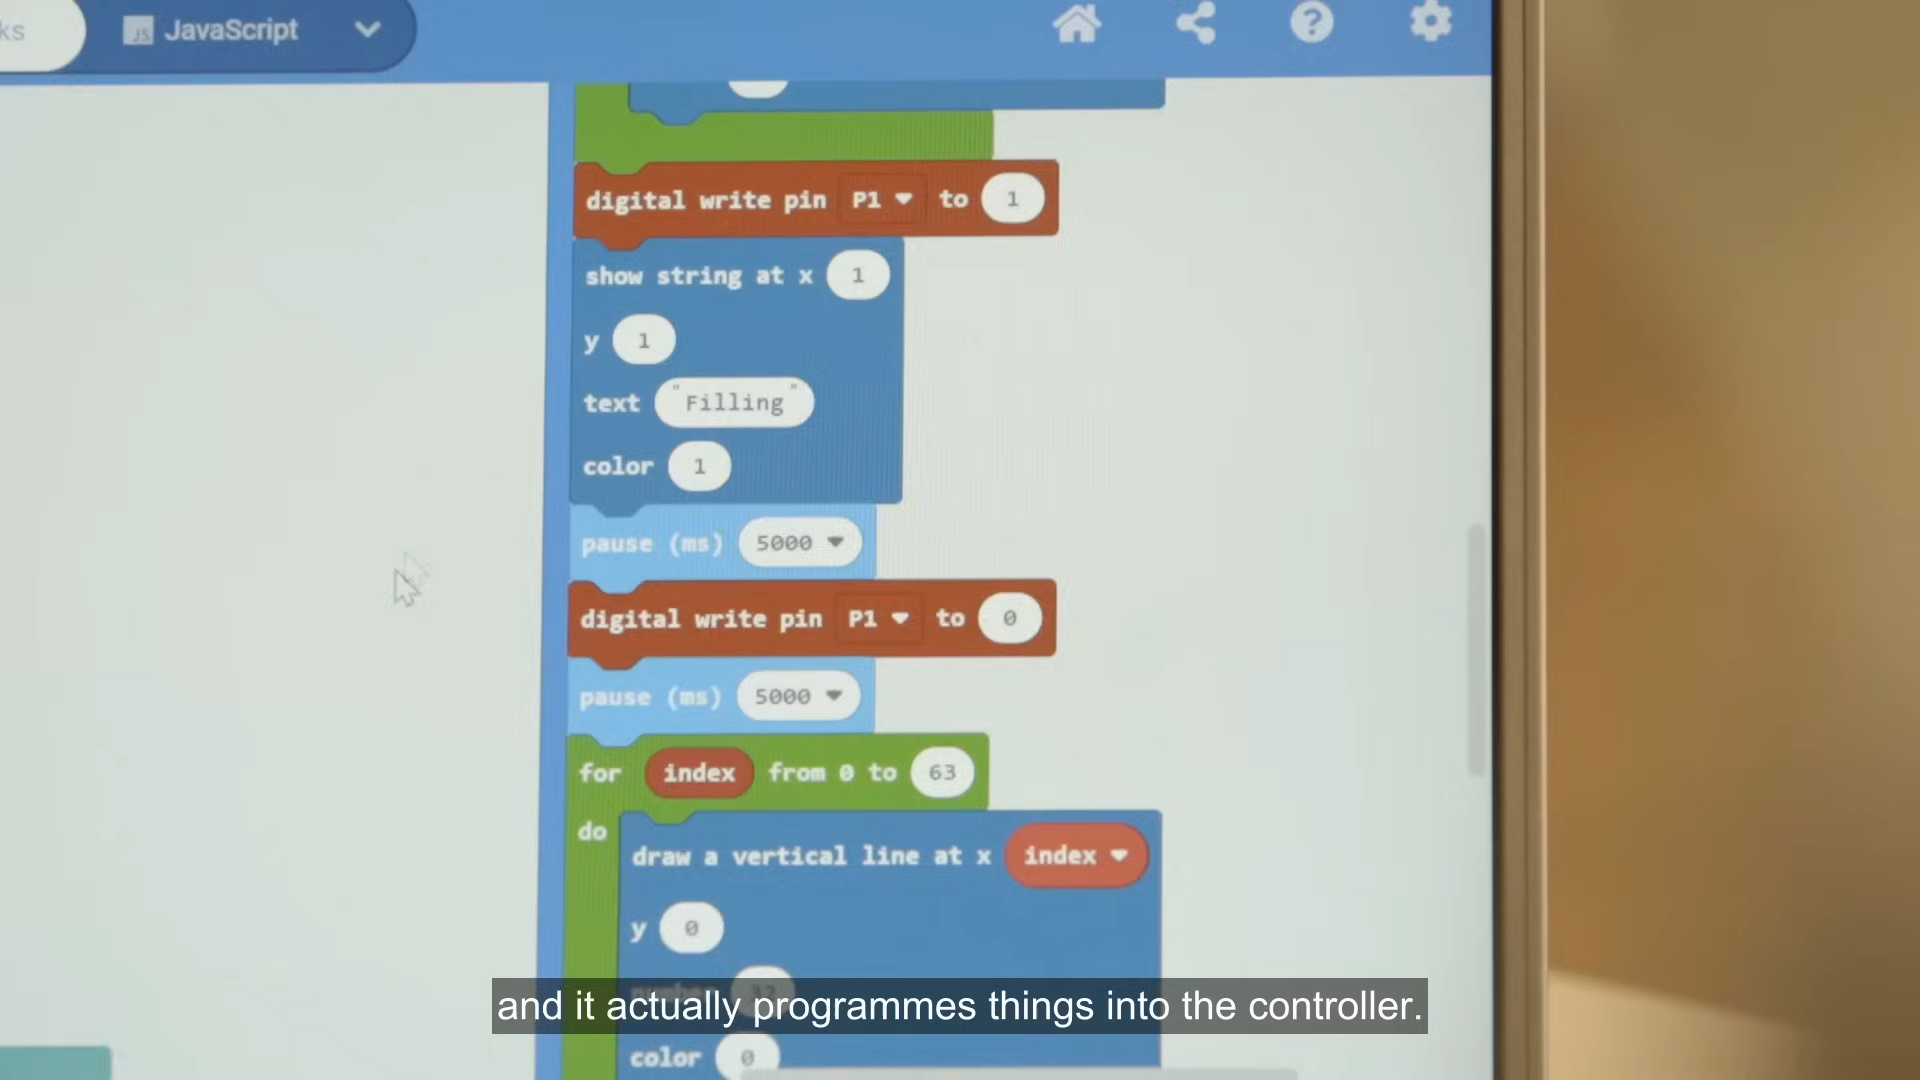 ks
JS JavaScript
digital write pin P1 to 1
show string at x 1
y 1
text "Filling"
color 1
pause (ms) 5000
digital write pin P1 to 0
pause (ms) 5000
for index from 0 to 63
do
draw a vertical line at x index
y 0
and it actually programmes things into the controller.
color 0